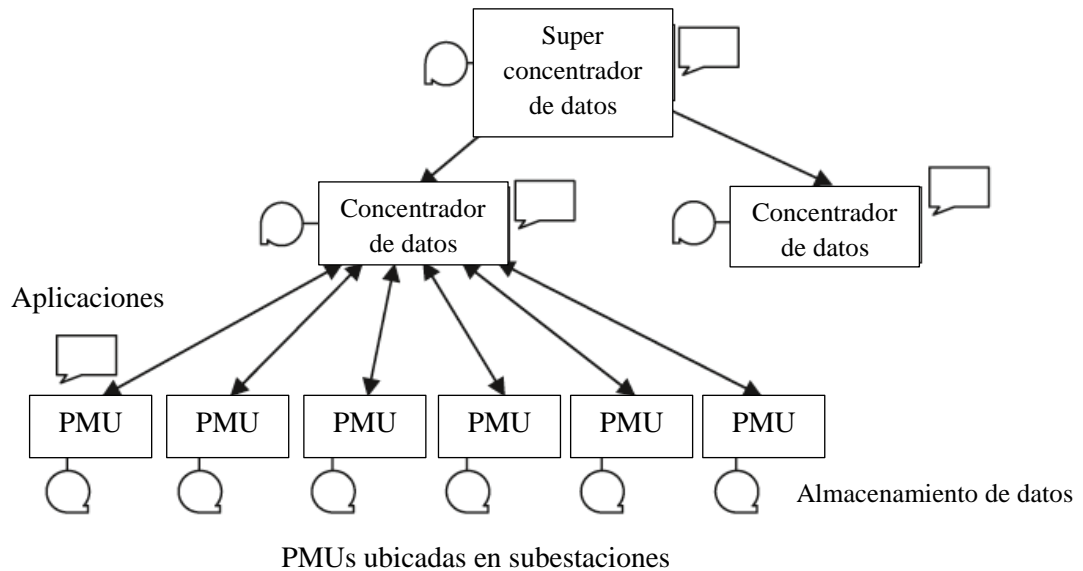 Super
concentrador
de datos
Concentrador
de datos
Concentrador
de datos
Aplicaciones
PMU
PMU
PMU
PMU
PMU
PMU
Almacenamiento de datos
PMUs ubicadas en subestaciones